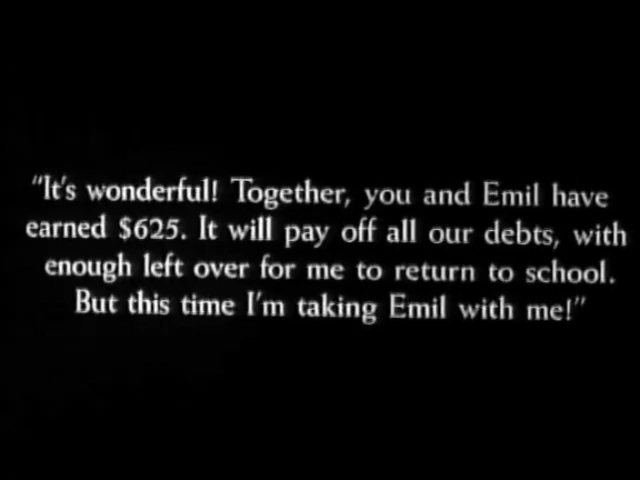 "It's wonderful! Together, you and Emil have
earned $625. It will pay off all our debts, with
enough left over for me to return to school.
But this time I'm taking Emil with me!"